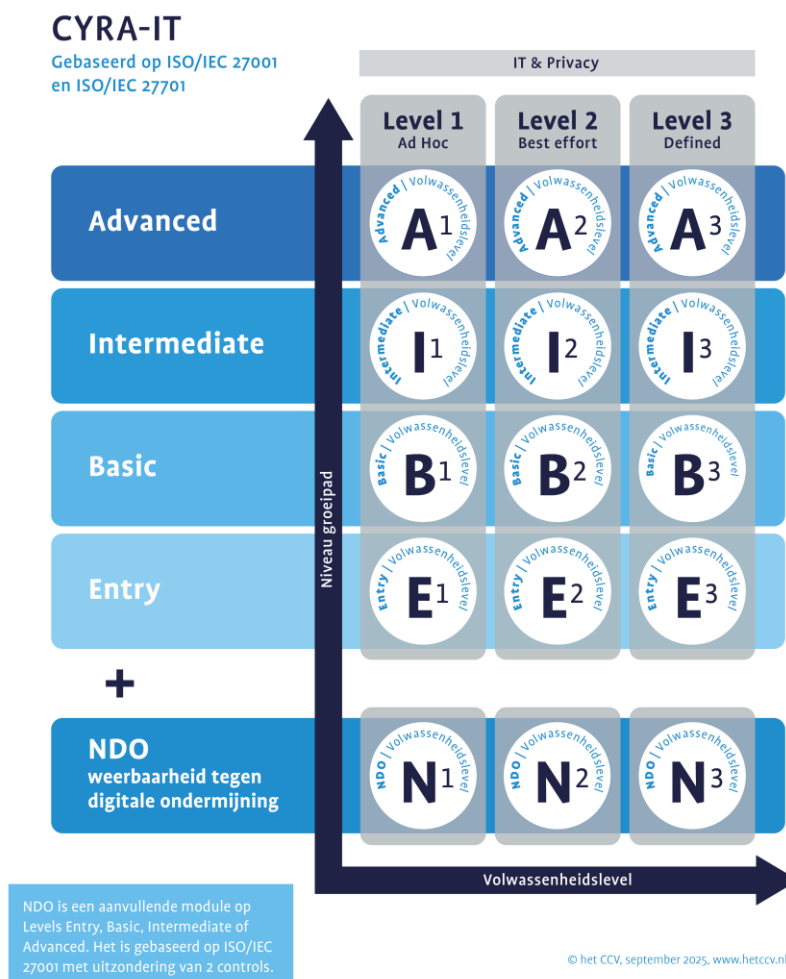 CYRA-IT
Gebaseerd op ISO/IEC 27001
en ISO/IEC 27701
IT & Privacy
Level 1
Ad Hoc
Level 2
Best effort
Level 3
Defined
Advanced
Advanced | Volwassenheidslevel
A1
Advanced | Volwassenheidslevel
A2
Advanced | Volwassenheidslevel
A3
Intermediate
Intermediate | Volwassenheidslevel
I1
Intermediate | Volwassenheidslevel
I2
Intermediate | Volwassenheidslevel
I3
Basic
Basic | Volwassenheidslevel
B1
Basic | Volwassenheidslevel
B2
Basic | Volwassenheidslevel
B3
Entry
Entry | Volwassenheidslevel
E1
Entry | Volwassenheidslevel
E2
Entry | Volwassenheidslevel
E3
Niveau groeipad
+
NDO
weerbaarheid tegen
digitale ondermijning
NDO | Volwassenheidslevel
N1
NDO | Volwassenheidslevel
N2
NDO | Volwassenheidslevel
N3
Volwassenheidslevel
NDO is een aanvullende module op
Levels Entry, Basic, Intermediate of
Advanced. Het is gebaseerd op ISO/IEC
27001 met uitzondering van 2 controls.
© het CCV, september 2025, www.hetccv.nl